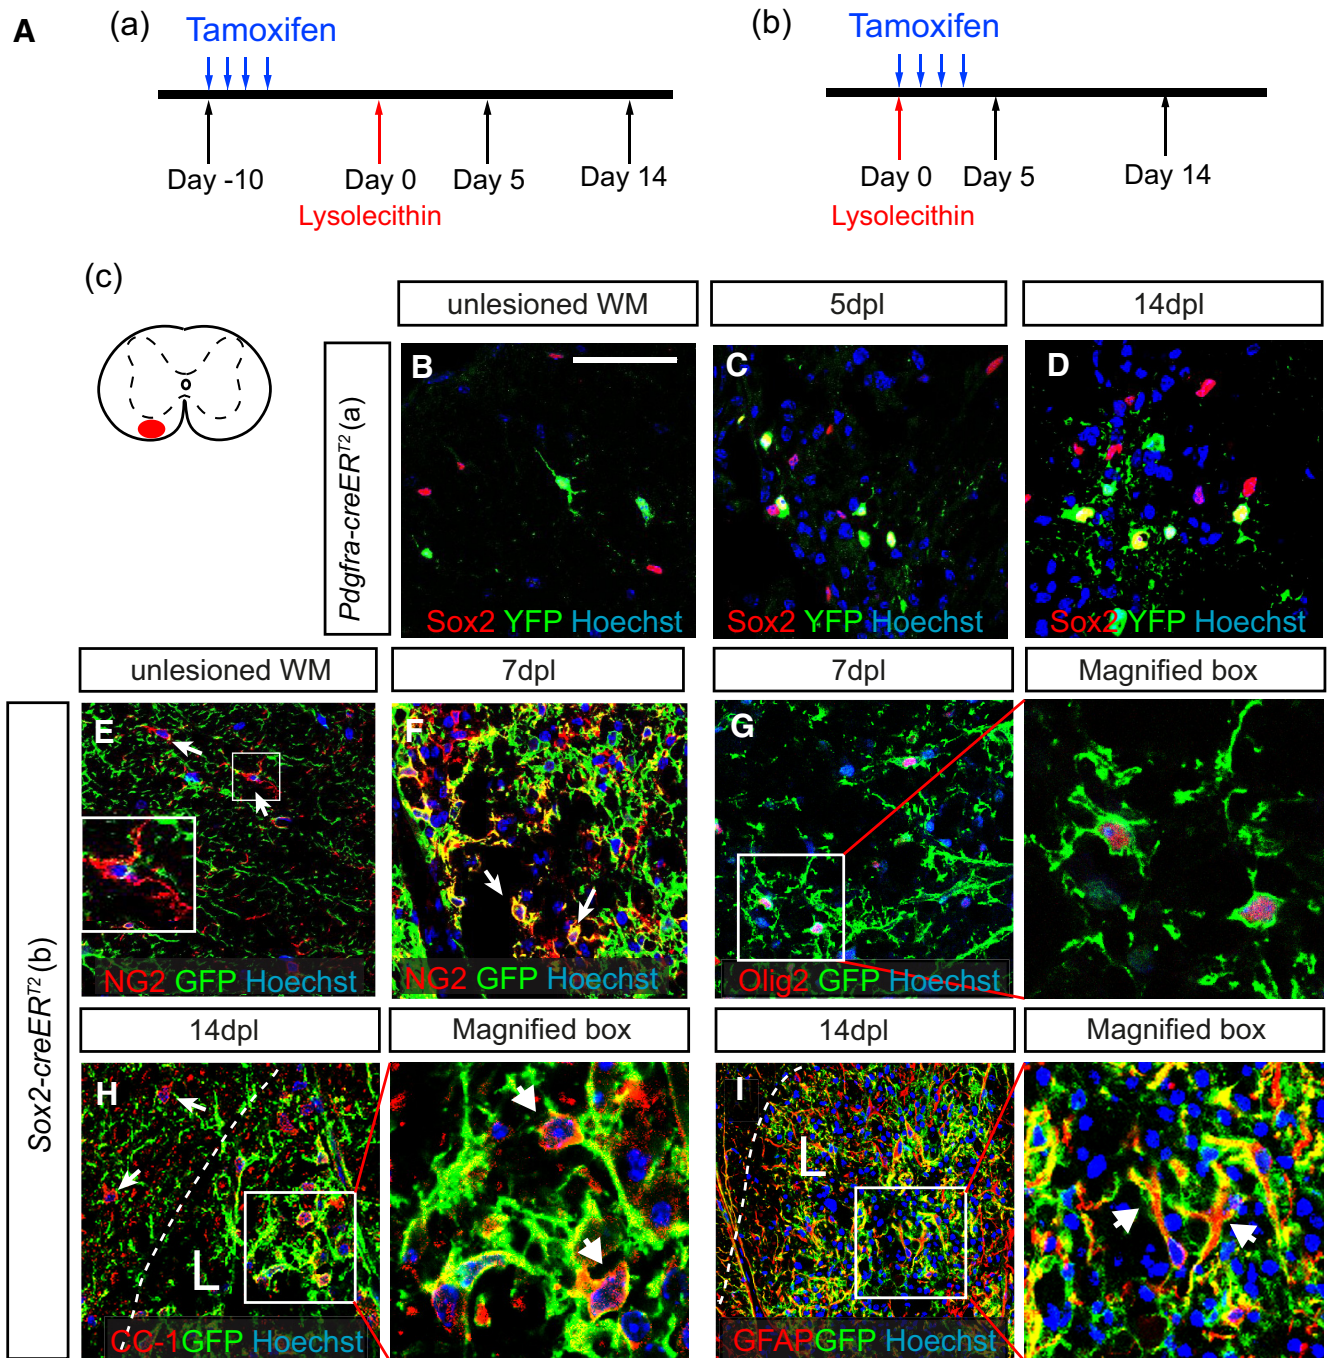 A
(a)
Tamoxifen
Day -10
Day 0
Day 5
Day 14
Lysolecithin
(b)
Tamoxifen
Day 0
Day 5
Day 14
Lysolecithin
(c)
unlesioned WM
5dpl
14dpl
Pdgfra-creER^T2 (a)
B
Sox2 YFP Hoechst
C
Sox2 YFP Hoechst
D
Sox2 YFP Hoechst
unlesioned WM
7dpl
7dpl
Magnified box
Sox2-creER^T2 (b)
E
NG2 GFP Hoechst
F
NG2 GFP Hoechst
G
Olig2 GFP Hoechst
14dpl
Magnified box
14dpl
Magnified box
H
L
CC-1 GFP Hoechst
I
L
GFAP GFP Hoechst